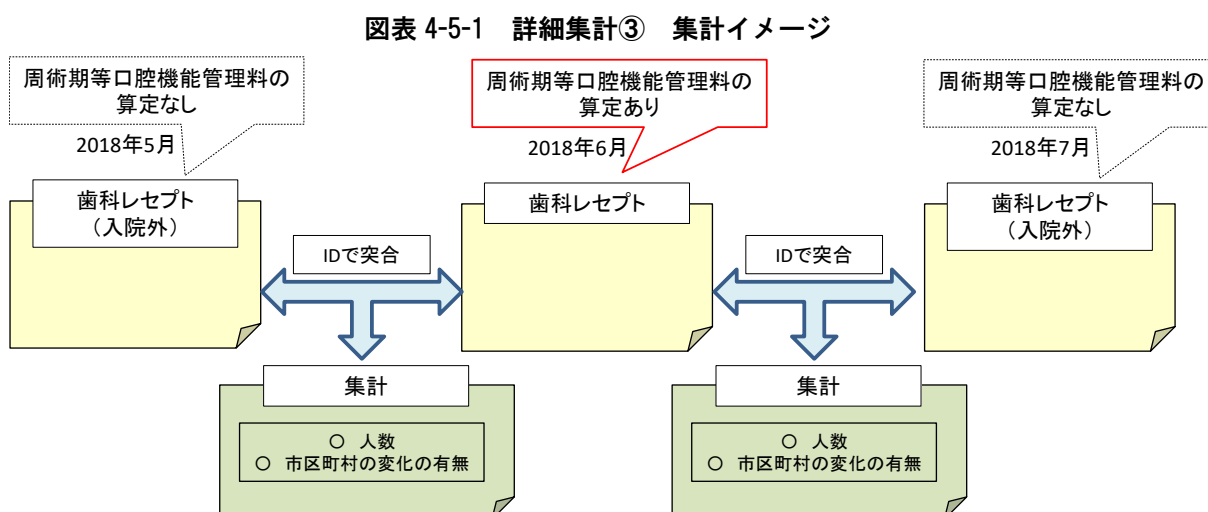 図表 4-5-1 詳細集計③ 集計イメージ
周術期等口腔機能管理料の
算定なし
2018年5月
歯科レセプト
（入院外）
周術期等口腔機能管理料の
算定あり
2018年6月
歯科レセプト
周術期等口腔機能管理料の
算定なし
2018年7月
歯科レセプト
（入院外）
IDで突合
IDで突合
集計
○ 人数
○ 市区町村の変化の有無
集計
○ 人数
○ 市区町村の変化の有無